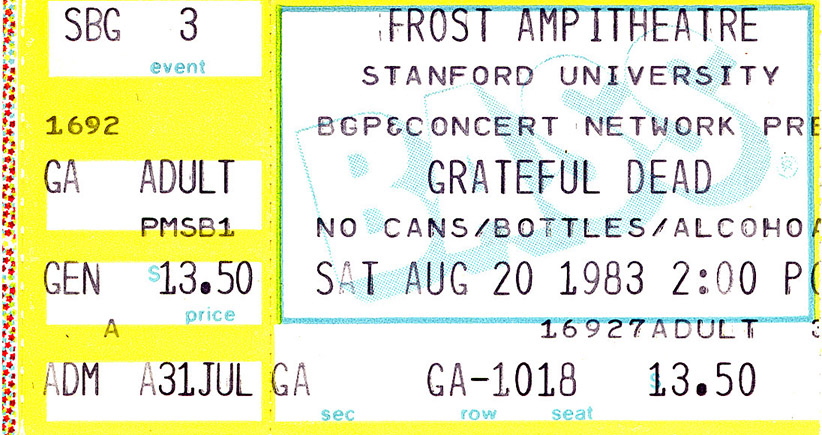 SBG 3
event
1692
GA ADULT
PMSB1
GEN $13.50
price
A
ADM A31JUL
FROST AMPITHEATRE
STANFORD UNIVERSITY
BGP&CONCERT NETWORK PRE
BASS ®
GRATEFUL DEAD
NO CANS/BOTTLES/ALCOHO
SAT AUG 20 1983 2:00 P
16927ADULT
GA GA-1018 $13.50
sec row seat